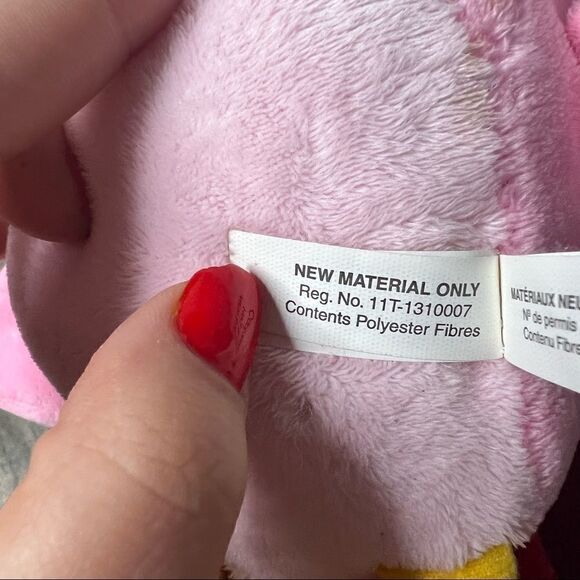 NEW MATERIAL ONLY
Reg. No. 11T-1310007
Contents Polyester Fibres
MATÉRIAUX NEU
Nº de permis
Contenu Fibre